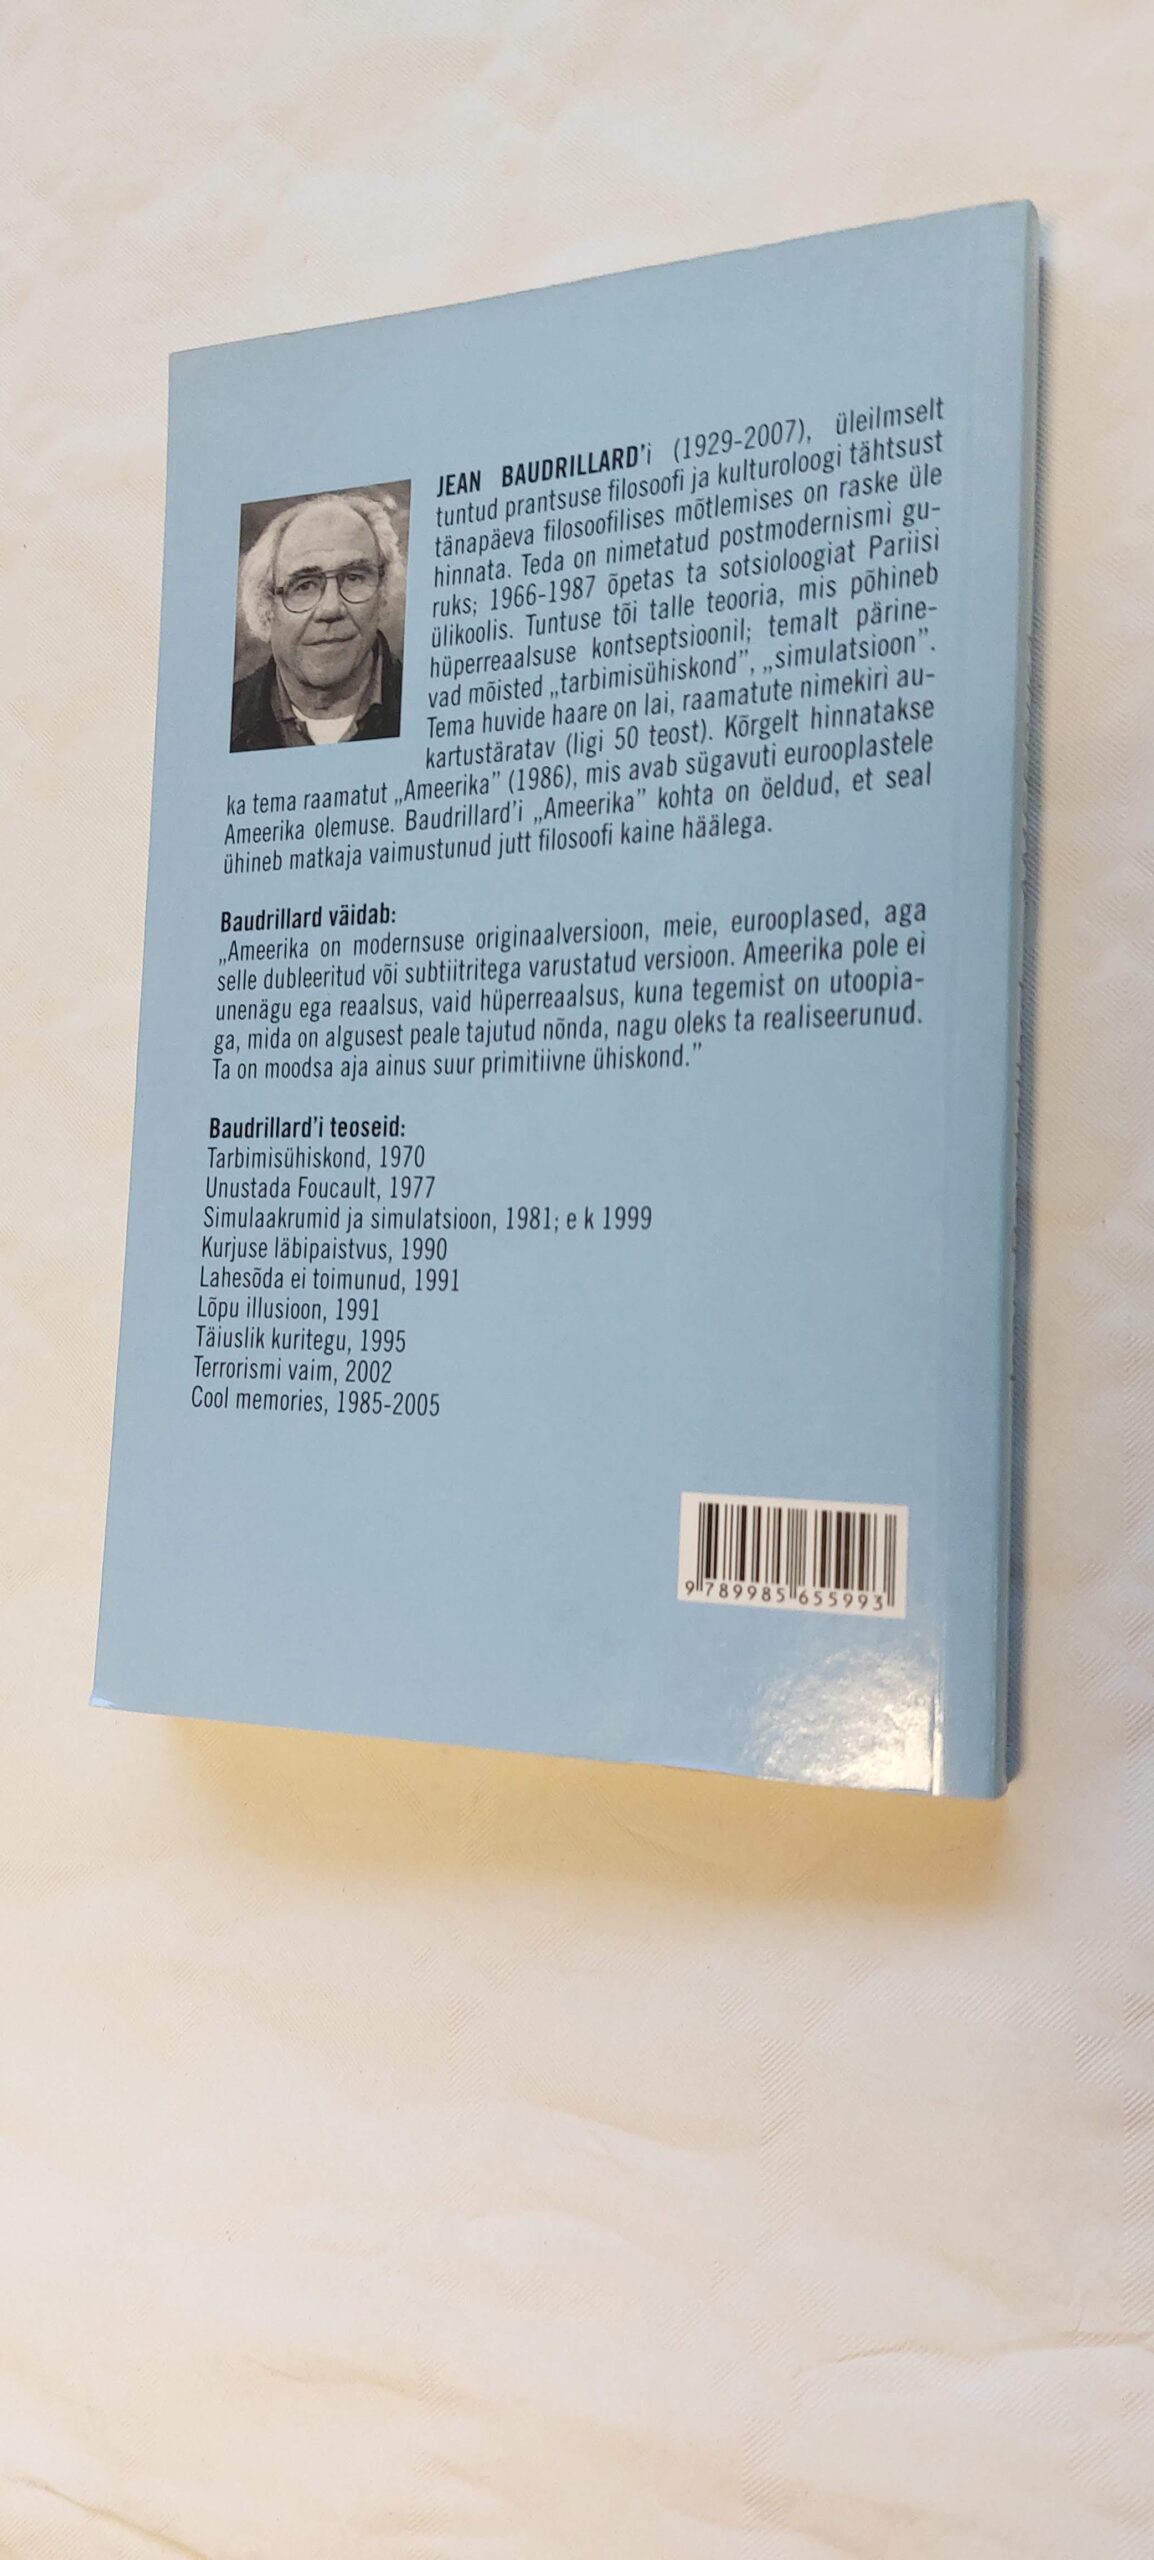 JEAN BAUDRILLARD'i (1929-2007), üleilmselt
tuntud prantsuse filosoofi ja kulturoloogi tähtsust
tänapäeva filosoofilises mõtlemises on raske üle
hinnata. Teda on nimetatud postmodernismi gu-
ruks; 1966-1987 õpetas ta sotsioloogiat Pariisi
ülikoolis. Tuntuse tõi talle teooria, mis põhineb
hüperreaalsuse kontseptsioonil; temalt pärine-
vad mõisted „tarbimisühiskond”, „simulatsioon”.
Tema huvide haare on lai, raamatute nimekiri au-
kartustäratav (ligi 50 teost). Kõrgelt hinnatakse
ka tema raamatut „Ameerika” (1986), mis avab sügavuti eurooplastele
Ameerika olemuse. Baudrillard'i „Ameerika” kohta on öeldud, et seal
ühineb matkaja vaimustunud jutt filosoofi kaine häälega.
Baudrillard väidab:
„Ameerika on modernsuse originaalversioon, meie, eurooplased, aga
selle dubleeritud või subtiitritega varustatud versioon. Ameerika pole ei
unenägu ega reaalsus, vaid hüperreaalsus, kuna tegemist on utoopia-
ga, mida on algusest peale tajutud nõnda, nagu oleks ta realiseerunud.
Ta on moodsa aja ainus suur primitiivne ühiskond.”
Baudrillard'i teoseid:
Tarbimisühiskond, 1970
Unustada Foucault, 1977
Simulaakrumid ja simulatsioon, 1981; e k 1999
Kurjuse läbipaistvus, 1990
Lahesõda ei toimunud, 1991
Lõpu illusioon, 1991
Täiuslik kuritegu, 1995
Terrorismi vaim, 2002
Cool memories, 1985-2005
9 789985 655993